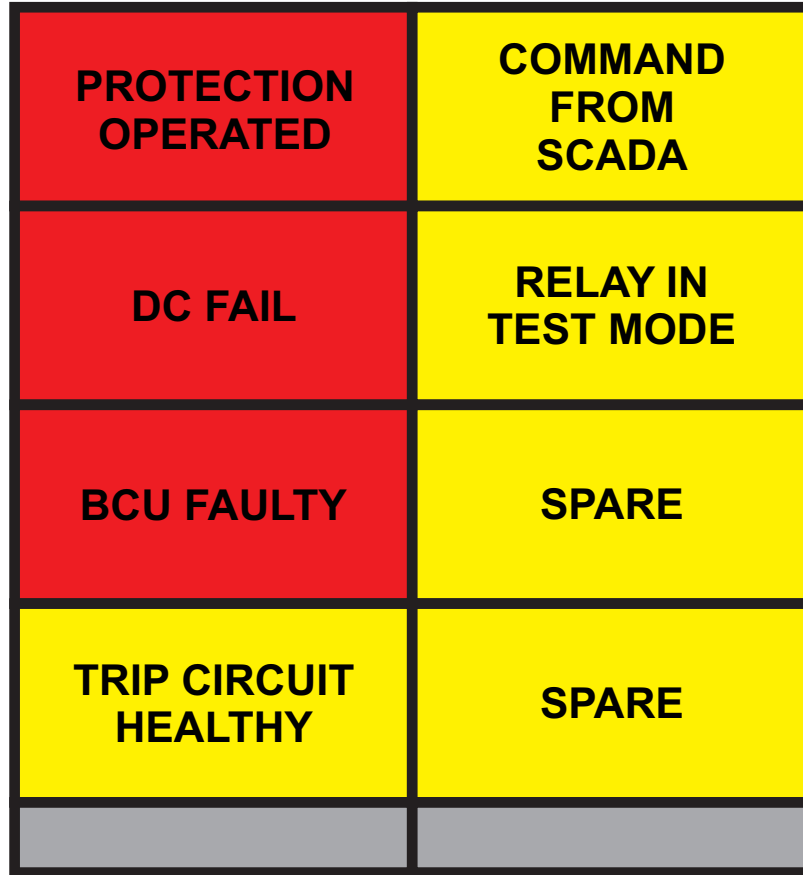 PROTECTION
OPERATED
COMMAND
FROM
SCADA
DC FAIL
RELAY IN
TEST MODE
BCU FAULTY
SPARE
TRIP CIRCUIT
HEALTHY
SPARE